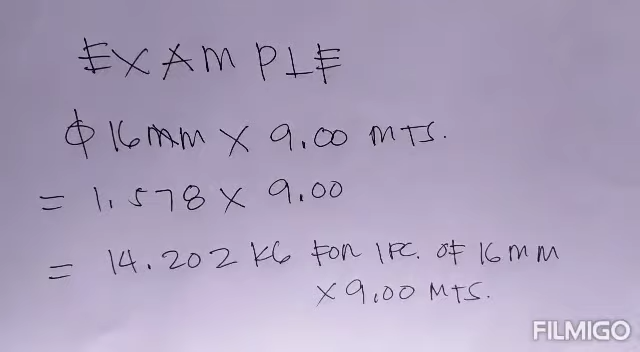 EXAMPLE
ϕ 16mm x 9.00 MTS.
= 1.578 x 9.00
= 14.202 KG FOR 1PC. OF 16MM
x 9.00 MTS.
FILMIGO